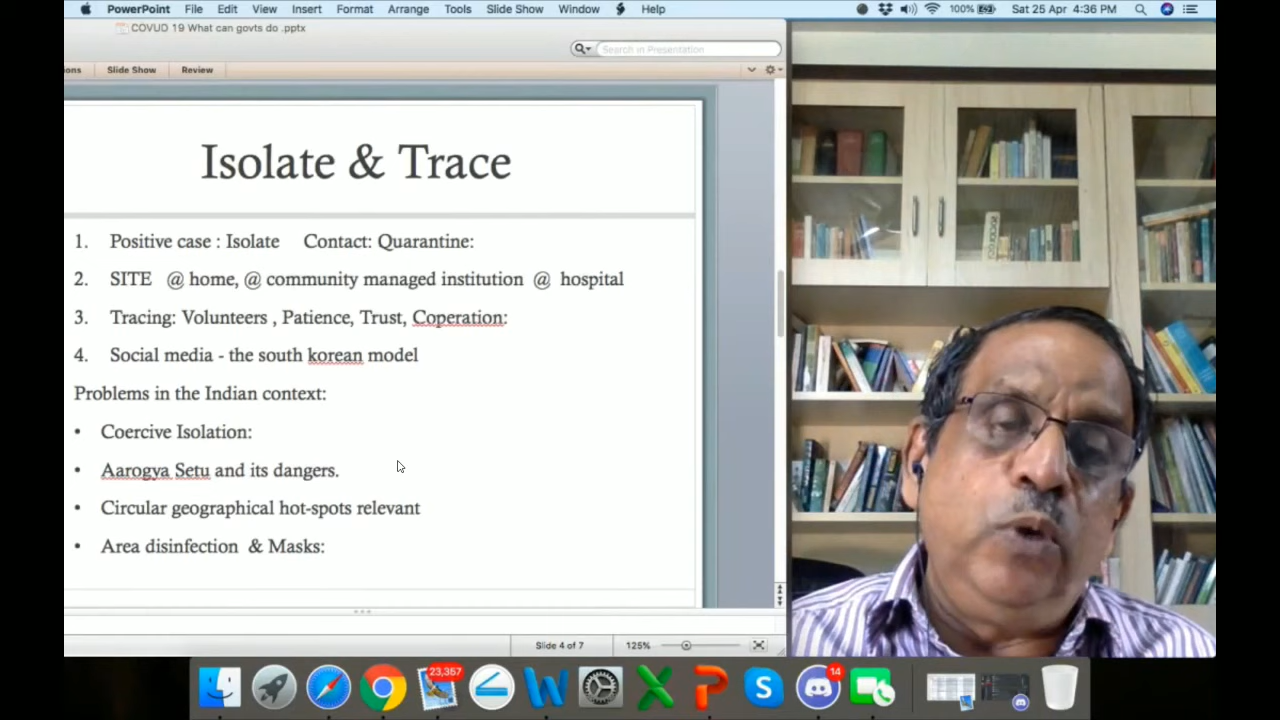 PowerPoint File Edit View Insert Format Arrange Tools Slide Show Window Help 100% Sat 25 Apr 4:36 PM
COVUD 19 What can govts do .pptx
Search in Presentation
ons Slide Show Review
Isolate & Trace
1. Positive case : Isolate Contact: Quarantine:
2. SITE @ home, @ community managed institution @ hospital
3. Tracing: Volunteers , Patience, Trust, Coperation:
4. Social media - the south korean model
Problems in the Indian context:
• Coercive Isolation:
• Aarogya Setu and its dangers.
• Circular geographical hot-spots relevant
• Area disinfection & Masks:
Slide 4 of 7 125%
23,357
14